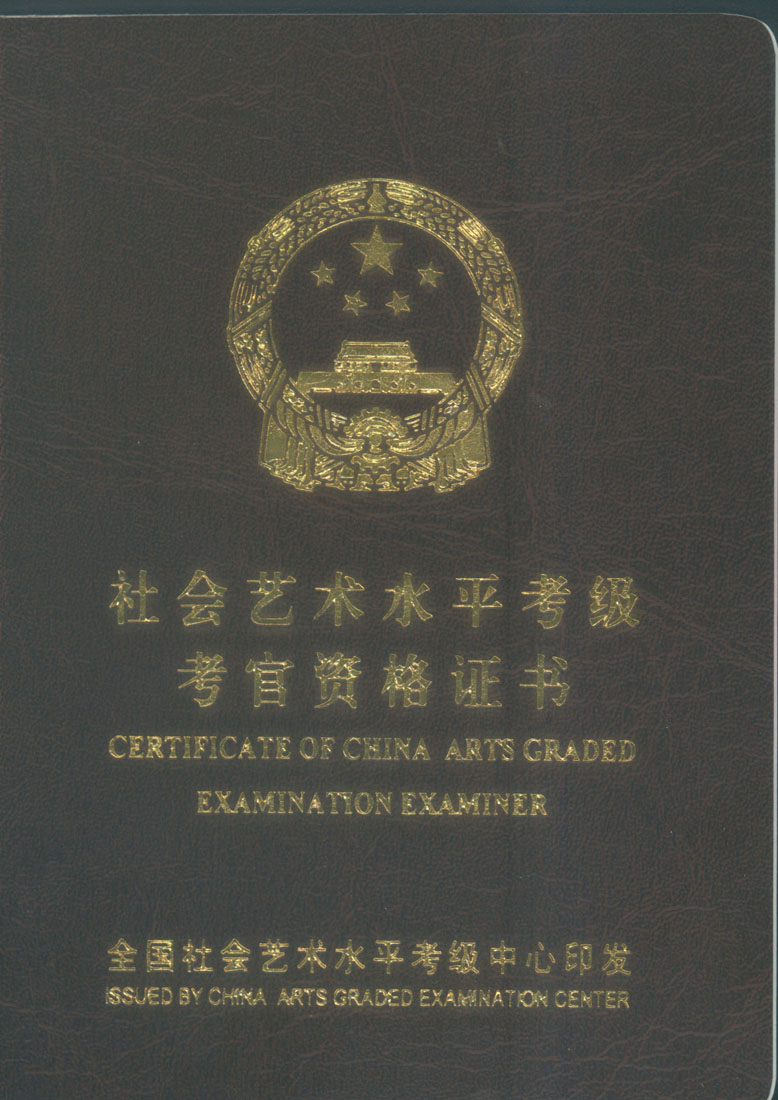 社会艺术水平考级
考官资格证书
CERTIFICATE OF CHINA ARTS GRADED
EXAMINATION EXAMINER
全国社会艺术水平考级中心印发
ISSUED BY CHINA ARTS GRADED EXAMINATION CENTER